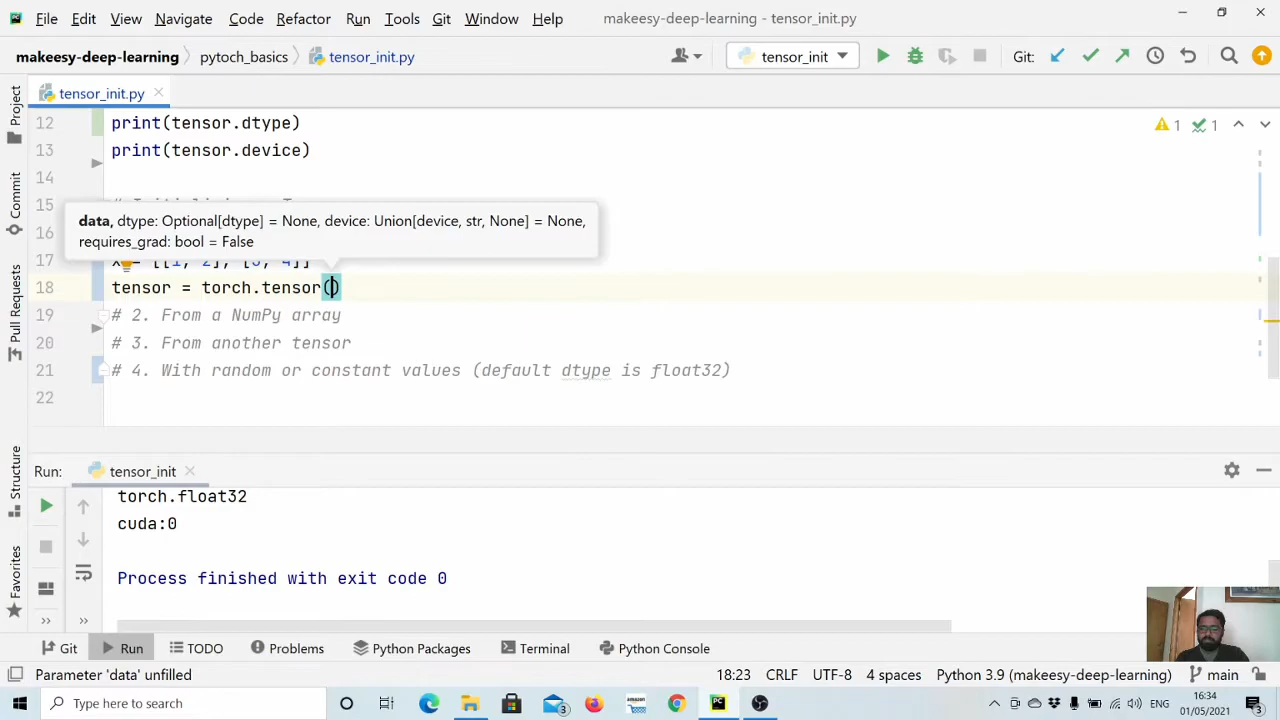 File Edit View Navigate Code Refactor Run Tools Git Window Help makeesy-deep-learning - tensor_init.py
makeesy-deep-learning pytoch_basics tensor_init.py tensor_init Git:
tensor_init.py
Project
Commit
Pull Requests
Structure
Favorites
12 print(tensor.dtype) 1 1
13 print(tensor.device)
14
15
data, dtype: Optional[dtype] = None, device: Union[device, str, None] = None,
16
requires_grad: bool = False
17
18 tensor = torch.tensor()
19 # 2. From a NumPy array
20 # 3. From another tensor
21 # 4. With random or constant values (default dtype is float32)
22
Run: tensor_init
torch.float32
cuda:0
Process finished with exit code 0
Git Run TODO Problems Python Packages Terminal Python Console
Parameter 'data' unfilled 18:23 CRLF UTF-8 4 spaces Python 3.9 (makeesy-deep-learning) main
Type here to search ENG 16:34
01/05/2021